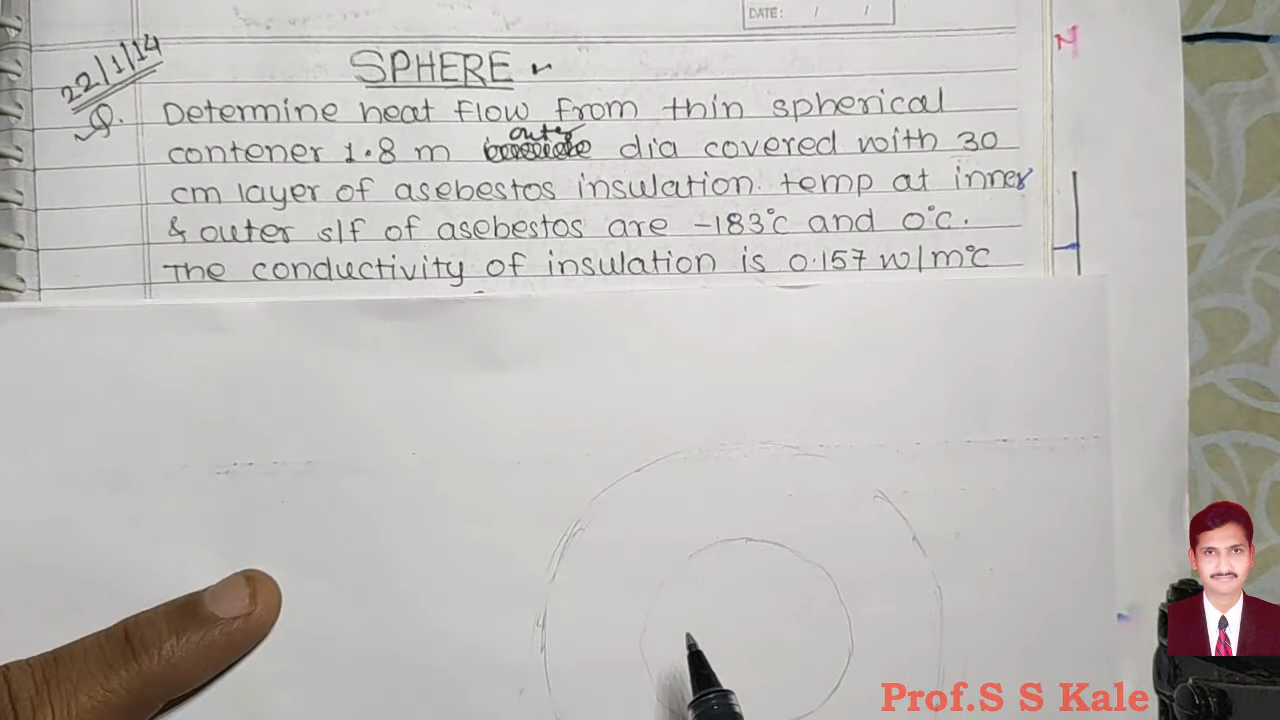 DATE: / /
22/1/14
SPHERE
Q. Determine heat flow from thin spherical
contener 1.8 m outer dia covered with 30
cm layer of asebestos insulation. temp at inner
& outer s/f of asebestos are -183°c and 0°c.
The conductivity of insulation is 0.157 w/m°c
Prof.S S Kale